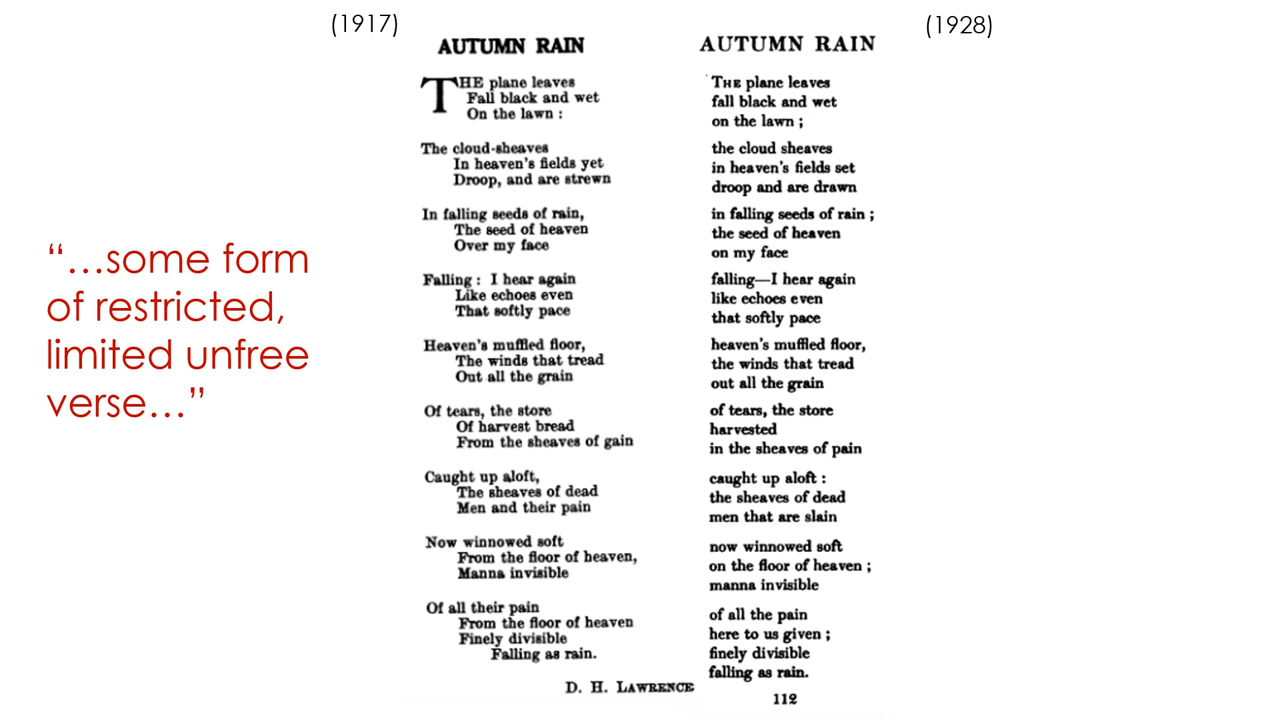 (1917)
(1928)
“…some form
of restricted,
limited unfree
verse…”
AUTUMN RAIN
THE plane leaves
Fall black and wet
On the lawn :
The cloud-sheaves
In heaven's fields yet
Droop, and are strewn
In falling seeds of rain,
The seed of heaven
Over my face
Falling : I hear again
Like echoes even
That softly pace
Heaven's muffled floor,
The winds that tread
Out all the grain
Of tears, the store
Of harvest bread
From the sheaves of gain
Caught up aloft,
The sheaves of dead
Men and their pain
Now winnowed soft
From the floor of heaven,
Manna invisible
Of all their pain
From the floor of heaven
Finely divisible
Falling as rain.
D. H. LAWRENCE
AUTUMN RAIN
THE plane leaves
fall black and wet
on the lawn ;
the cloud sheaves
in heaven's fields set
droop and are drawn
in falling seeds of rain ;
the seed of heaven
on my face
falling—I hear again
like echoes even
that softly pace
heaven's muffled floor,
the winds that tread
out all the grain
of tears, the store
harvested
in the sheaves of pain
caught up aloft :
the sheaves of dead
men that are slain
now winnowed soft
on the floor of heaven ;
manna invisible
of all the pain
here to us given ;
finely divisible
falling as rain.
112